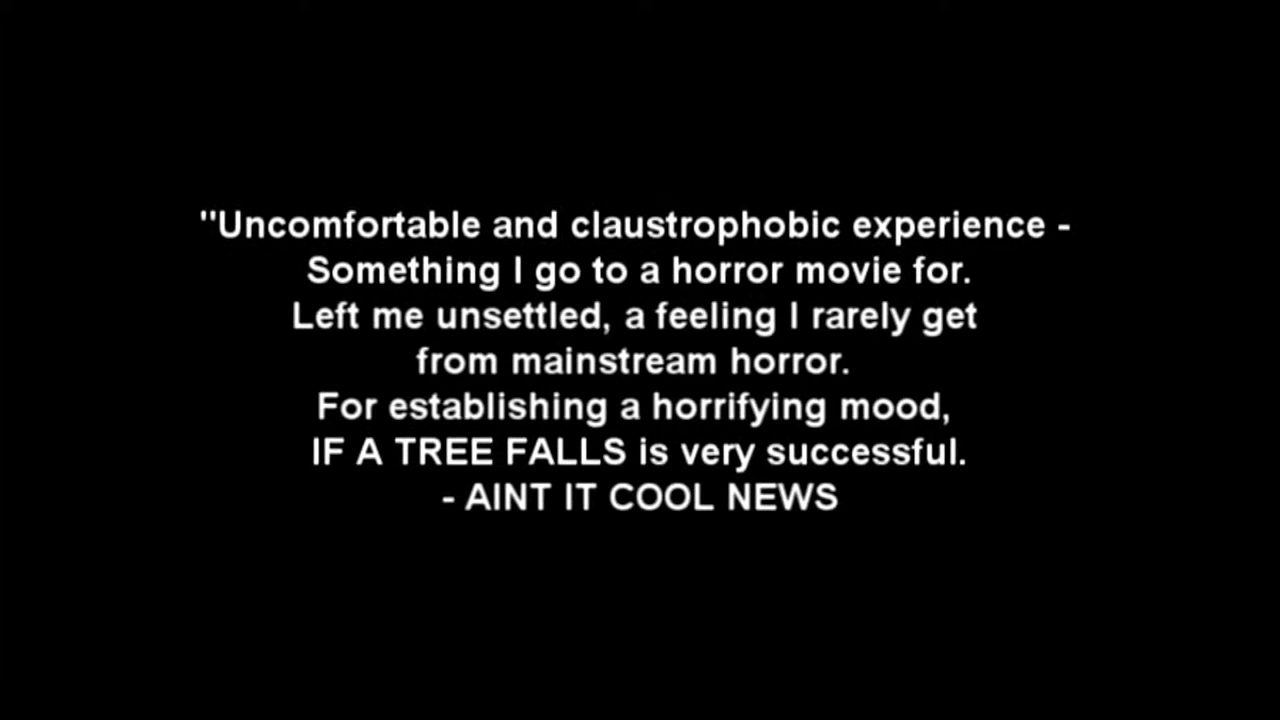 "Uncomfortable and claustrophobic experience -
Something I go to a horror movie for.
Left me unsettled, a feeling I rarely get
from mainstream horror.
For establishing a horrifying mood,
IF A TREE FALLS is very successful.
- AINT IT COOL NEWS